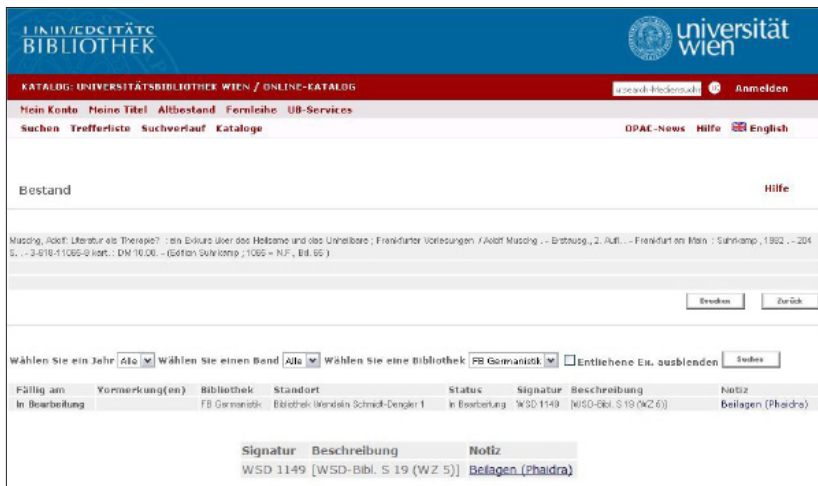 UNIVERSITÄTS
BIBLIOTHEK
universität
wien
KATALOG: UNIVERSITÄTSBIBLIOTHEK WIEN / ONLINE-KATALOG
u:search-Mediensuche
GO
Anmelden
Mein Konto Meine Titel Altbestand Fernleihe UB-Services
Suchen Trefferliste Suchverlauf Kataloge OPAC-News Hilfe English
Bestand Hilfe
Muschg, Adolf: Literatur als Therapie? : ein Exkurs über das Heilsame und das Unheilbare ; Frankfurter Vorlesungen / Adolf Muschg . - Erstausg., 2. Aufl. . - Frankfurt am Main : Suhrkamp , 1982 . - 204
S. . - 3-518-11065-9 kart. : DM 10.00. - (Edition Suhrkamp ; 1065 = N.F., Bd. 65 )
Drucken Zurück
Wählen Sie ein Jahr Alle Wählen Sie einen Band Alle Wählen Sie eine Bibliothek FB Germanistik Entliehene Ex. ausblenden Suchen
Fällig am Vormerkung(en) Bibliothek Standort Status Signatur Beschreibung Notiz
In Bearbeitung FB Germanistik Bibliothek Wendelin Schmidt-Dengler 1 In Bearbeitung WSD 1149 [WSD-Bibl. S 19 (WZ 5)] Beilagen (Phaidra)
Signatur Beschreibung Notiz
WSD 1149 [WSD-Bibl. S 19 (WZ 5)] Beilagen (Phaidra)